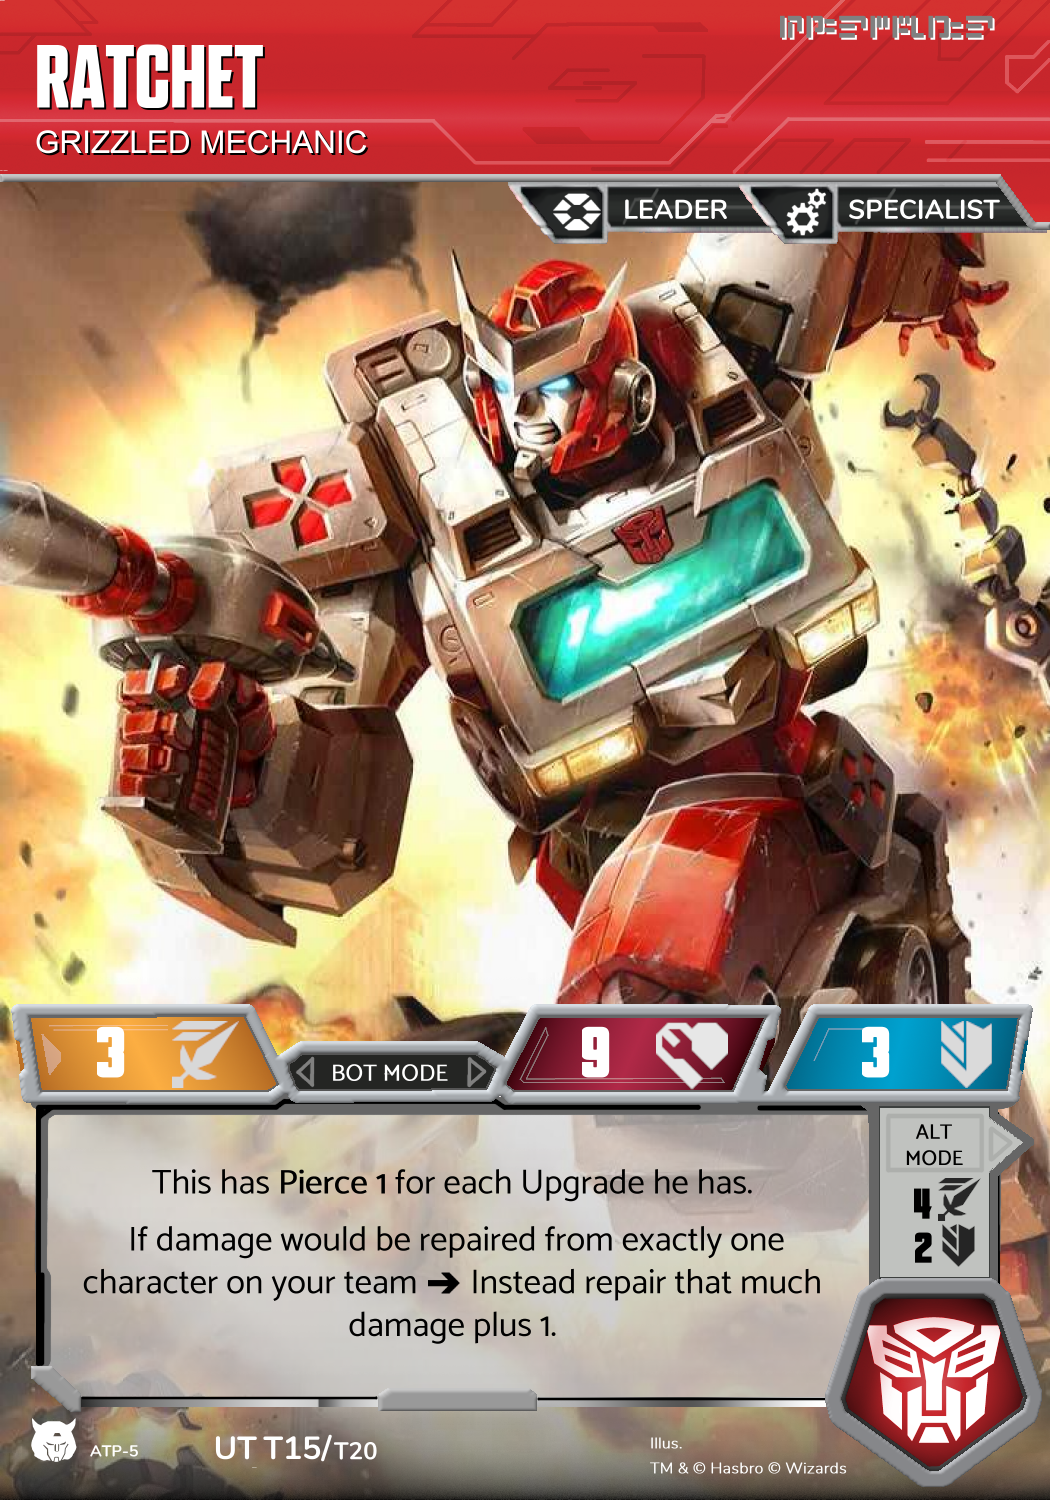 RATCHET
GRIZZLED MECHANIC
LEADER
SPECIALIST
3
BOT MODE
9
3
This has Pierce 1 for each Upgrade he has.
If damage would be repaired from exactly one
character on your team ➔ Instead repair that much
damage plus 1.
ALT
MODE
4
2
ATP-5
UT T15/T20
Illus.
TM & © Hasbro © Wizards